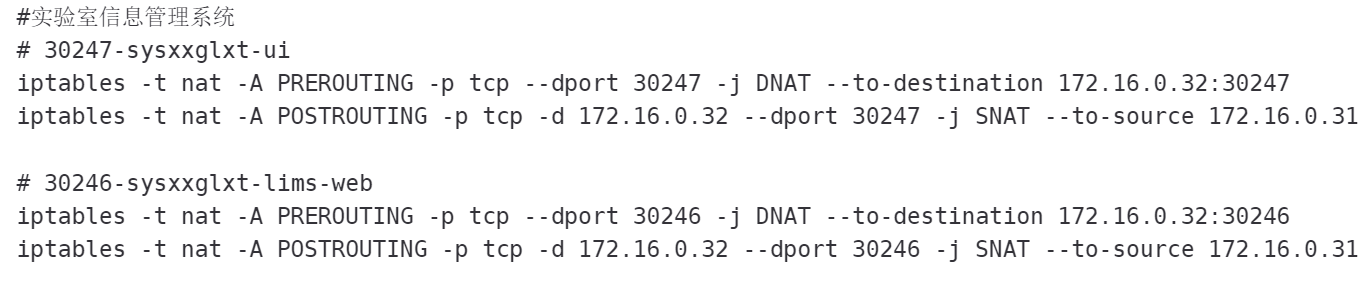 #实验室信息管理系统
# 30247-sysxxglxt-ui
iptables -t nat -A PREROUTING -p tcp --dport 30247 -j DNAT --to-destination 172.16.0.32:30247
iptables -t nat -A POSTROUTING -p tcp -d 172.16.0.32 --dport 30247 -j SNAT --to-source 172.16.0.31
# 30246-sysxxglxt-lims-web
iptables -t nat -A PREROUTING -p tcp --dport 30246 -j DNAT --to-destination 172.16.0.32:30246
iptables -t nat -A POSTROUTING -p tcp -d 172.16.0.32 --dport 30246 -j SNAT --to-source 172.16.0.31